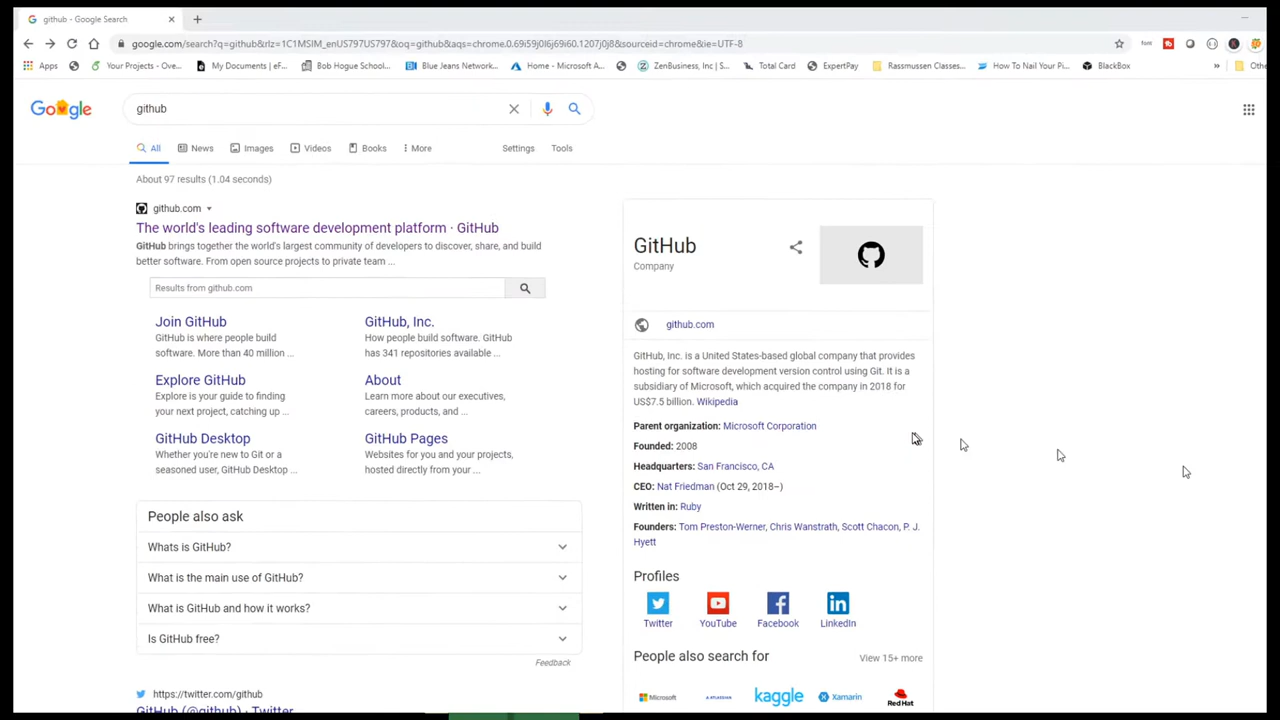 github - Google Search
google.com/search?q=github&rlz=1C1MSIM_enUS797US797&oq=github&aqs=chrome.0.69i59j0l6j69i60.1207j0j8&sourceid=chrome&ie=UTF-8
Apps Your Projects - Ove... My Documents | eF... Bob Hogue School... Blue Jeans Network... Home - Microsoft A... ZenBusiness, Inc | S... Total Card ExpertPay Rassmussen Classes... How To Nail Your Pi... BlackBox » Othe
Google
github
All News Images Videos Books More Settings Tools
About 97 results (1.04 seconds)
github.com
The world's leading software development platform · GitHub
GitHub brings together the world's largest community of developers to discover, share, and build
better software. From open source projects to private team ...
Results from github.com
Join GitHub
GitHub is where people build
software. More than 40 million ...
GitHub, Inc.
How people build software. GitHub
has 341 repositories available ...
Explore GitHub
Explore is your guide to finding
your next project, catching up ...
About
Learn more about our executives,
careers, products, and ...
GitHub Desktop
Whether you're new to Git or a
seasoned user, GitHub Desktop ...
GitHub Pages
Websites for you and your projects,
hosted directly from your ...
People also ask
Whats is GitHub?
What is the main use of GitHub?
What is GitHub and how it works?
Is GitHub free?
Feedback
https://twitter.com/github
GitHub (@github) · Twitter
GitHub
Company
github.com
GitHub, Inc. is a United States-based global company that provides
hosting for software development version control using Git. It is a
subsidiary of Microsoft, which acquired the company in 2018 for
US$7.5 billion. Wikipedia
Parent organization: Microsoft Corporation
Founded: 2008
Headquarters: San Francisco, CA
CEO: Nat Friedman (Oct 29, 2018–)
Written in: Ruby
Founders: Tom Preston-Werner, Chris Wanstrath, Scott Chacon, P. J.
Hyett
Profiles
Twitter YouTube Facebook LinkedIn
People also search for View 15+ more
Microsoft ATLASSIAN kaggle Xamarin Red Hat